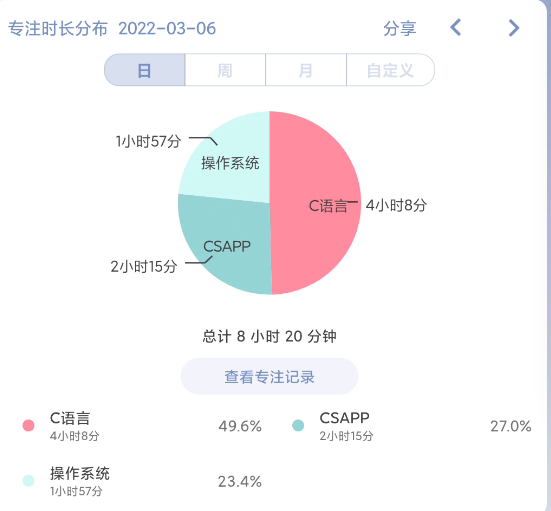 专注时长分布 2022-03-06 分享
日 周 月 自定义
1小时57分
操作系统
C语言 4小时8分
CSAPP
2小时15分
总计 8 小时 20 分钟
查看专注记录
C语言 49.6% CSAPP 27.0%
4小时8分 2小时15分
操作系统 23.4%
1小时57分